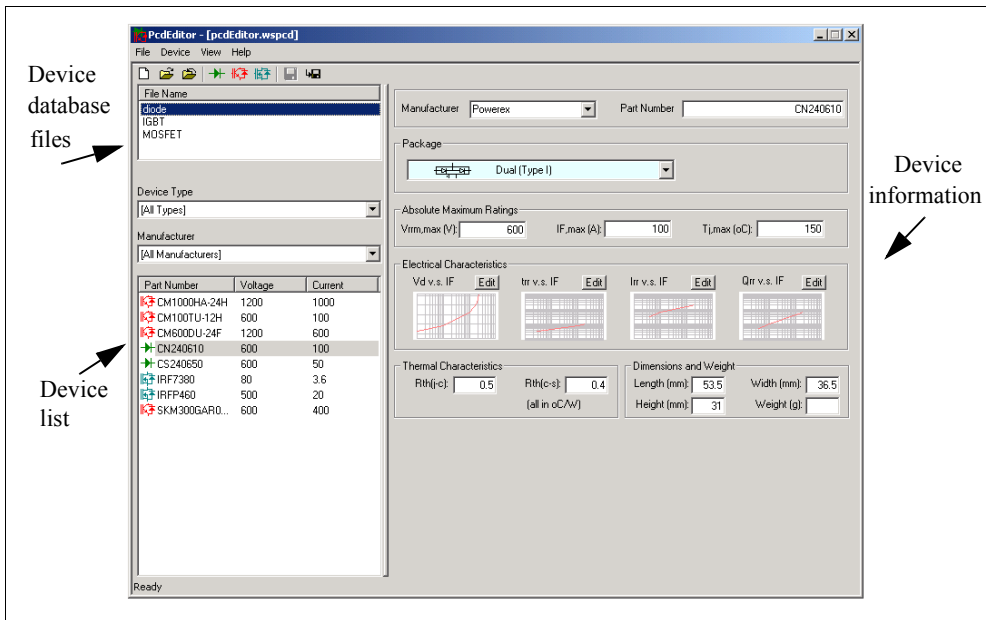 PcdEditor - [pcdEditor.wspcd]
File Device View Help
Device
database
files
File Name
diode
IGBT
MOSFET
Device Type
[All Types]
Manufacturer
[All Manufacturers]
Part Number Voltage Current
CM1000HA-24H 1200 1000
CM100TU-12H 600 100
CM600DU-24F 1200 600
CN240610 600 100
CS240650 600 50
IRF7380 80 3.6
IRFP460 500 20
SKM300GAR0... 600 400
Device
list
Ready
Manufacturer Powerex Part Number CN240610
Package
Dual (Type I)
Absolute Maximum Ratings
Vrrm,max (V): 600 IF,max (A): 100 Tj,max (oC): 150
Electrical Characteristics
Vd v.s. IF Edit trr v.s. IF Edit Irr v.s. IF Edit Qrr v.s. IF Edit
Thermal Characteristics
Rth(j-c): 0.5 Rth(c-s): 0.4
(all in oC/W)
Dimensions and Weight
Length (mm): 53.5 Width (mm): 36.5
Height (mm): 31 Weight (g):
Device
information